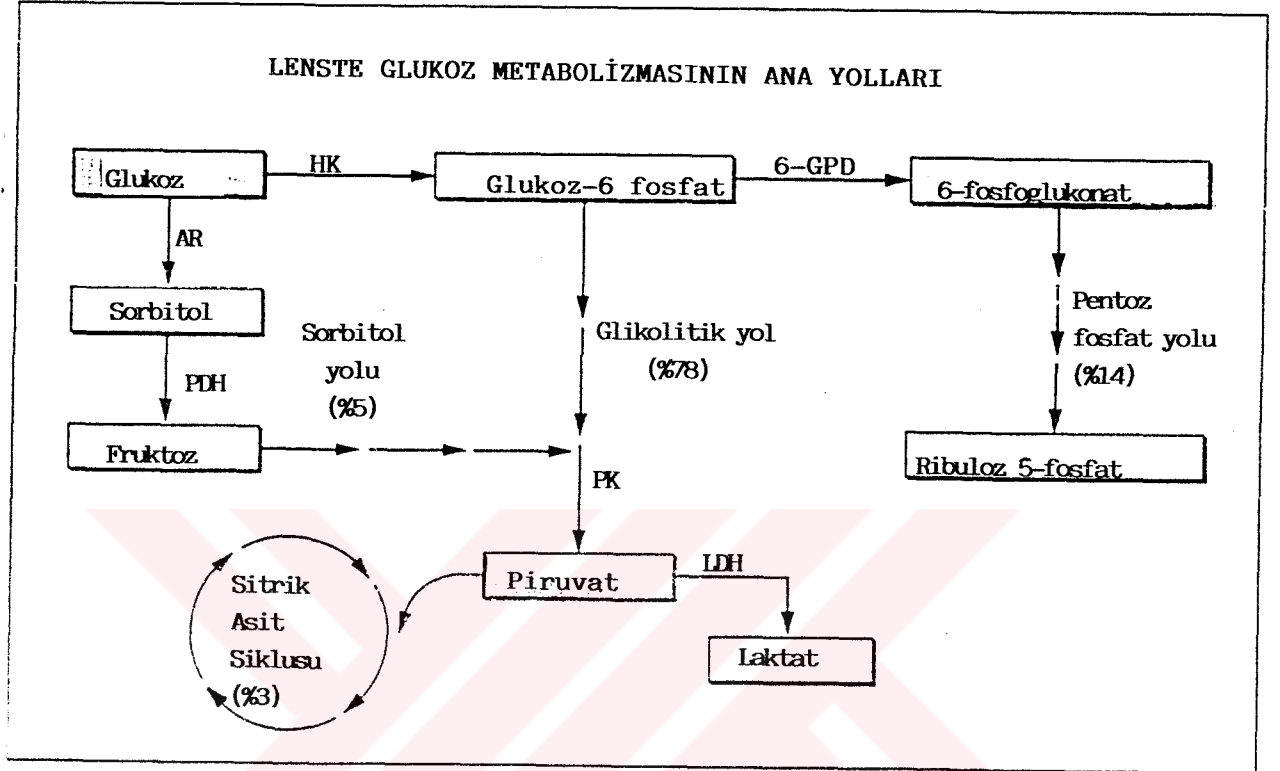 LENSTE GLUKOZ METABOLİZMASININ ANA YOLLARI
Glukoz
HK
Glukoz-6 fosfat
6-GPD
6-fosfoglukonat
AR
Sorbitol
Sorbitol
yolu
(%5)
Glikolitik yol
(%78)
Pentoz
fosfat yolu
(%14)
PDH
Fruktoz
PK
Ribuloz 5-fosfat
Sitrik
Asit
Siklusu
(%3)
Piruvat
LDH
Laktat